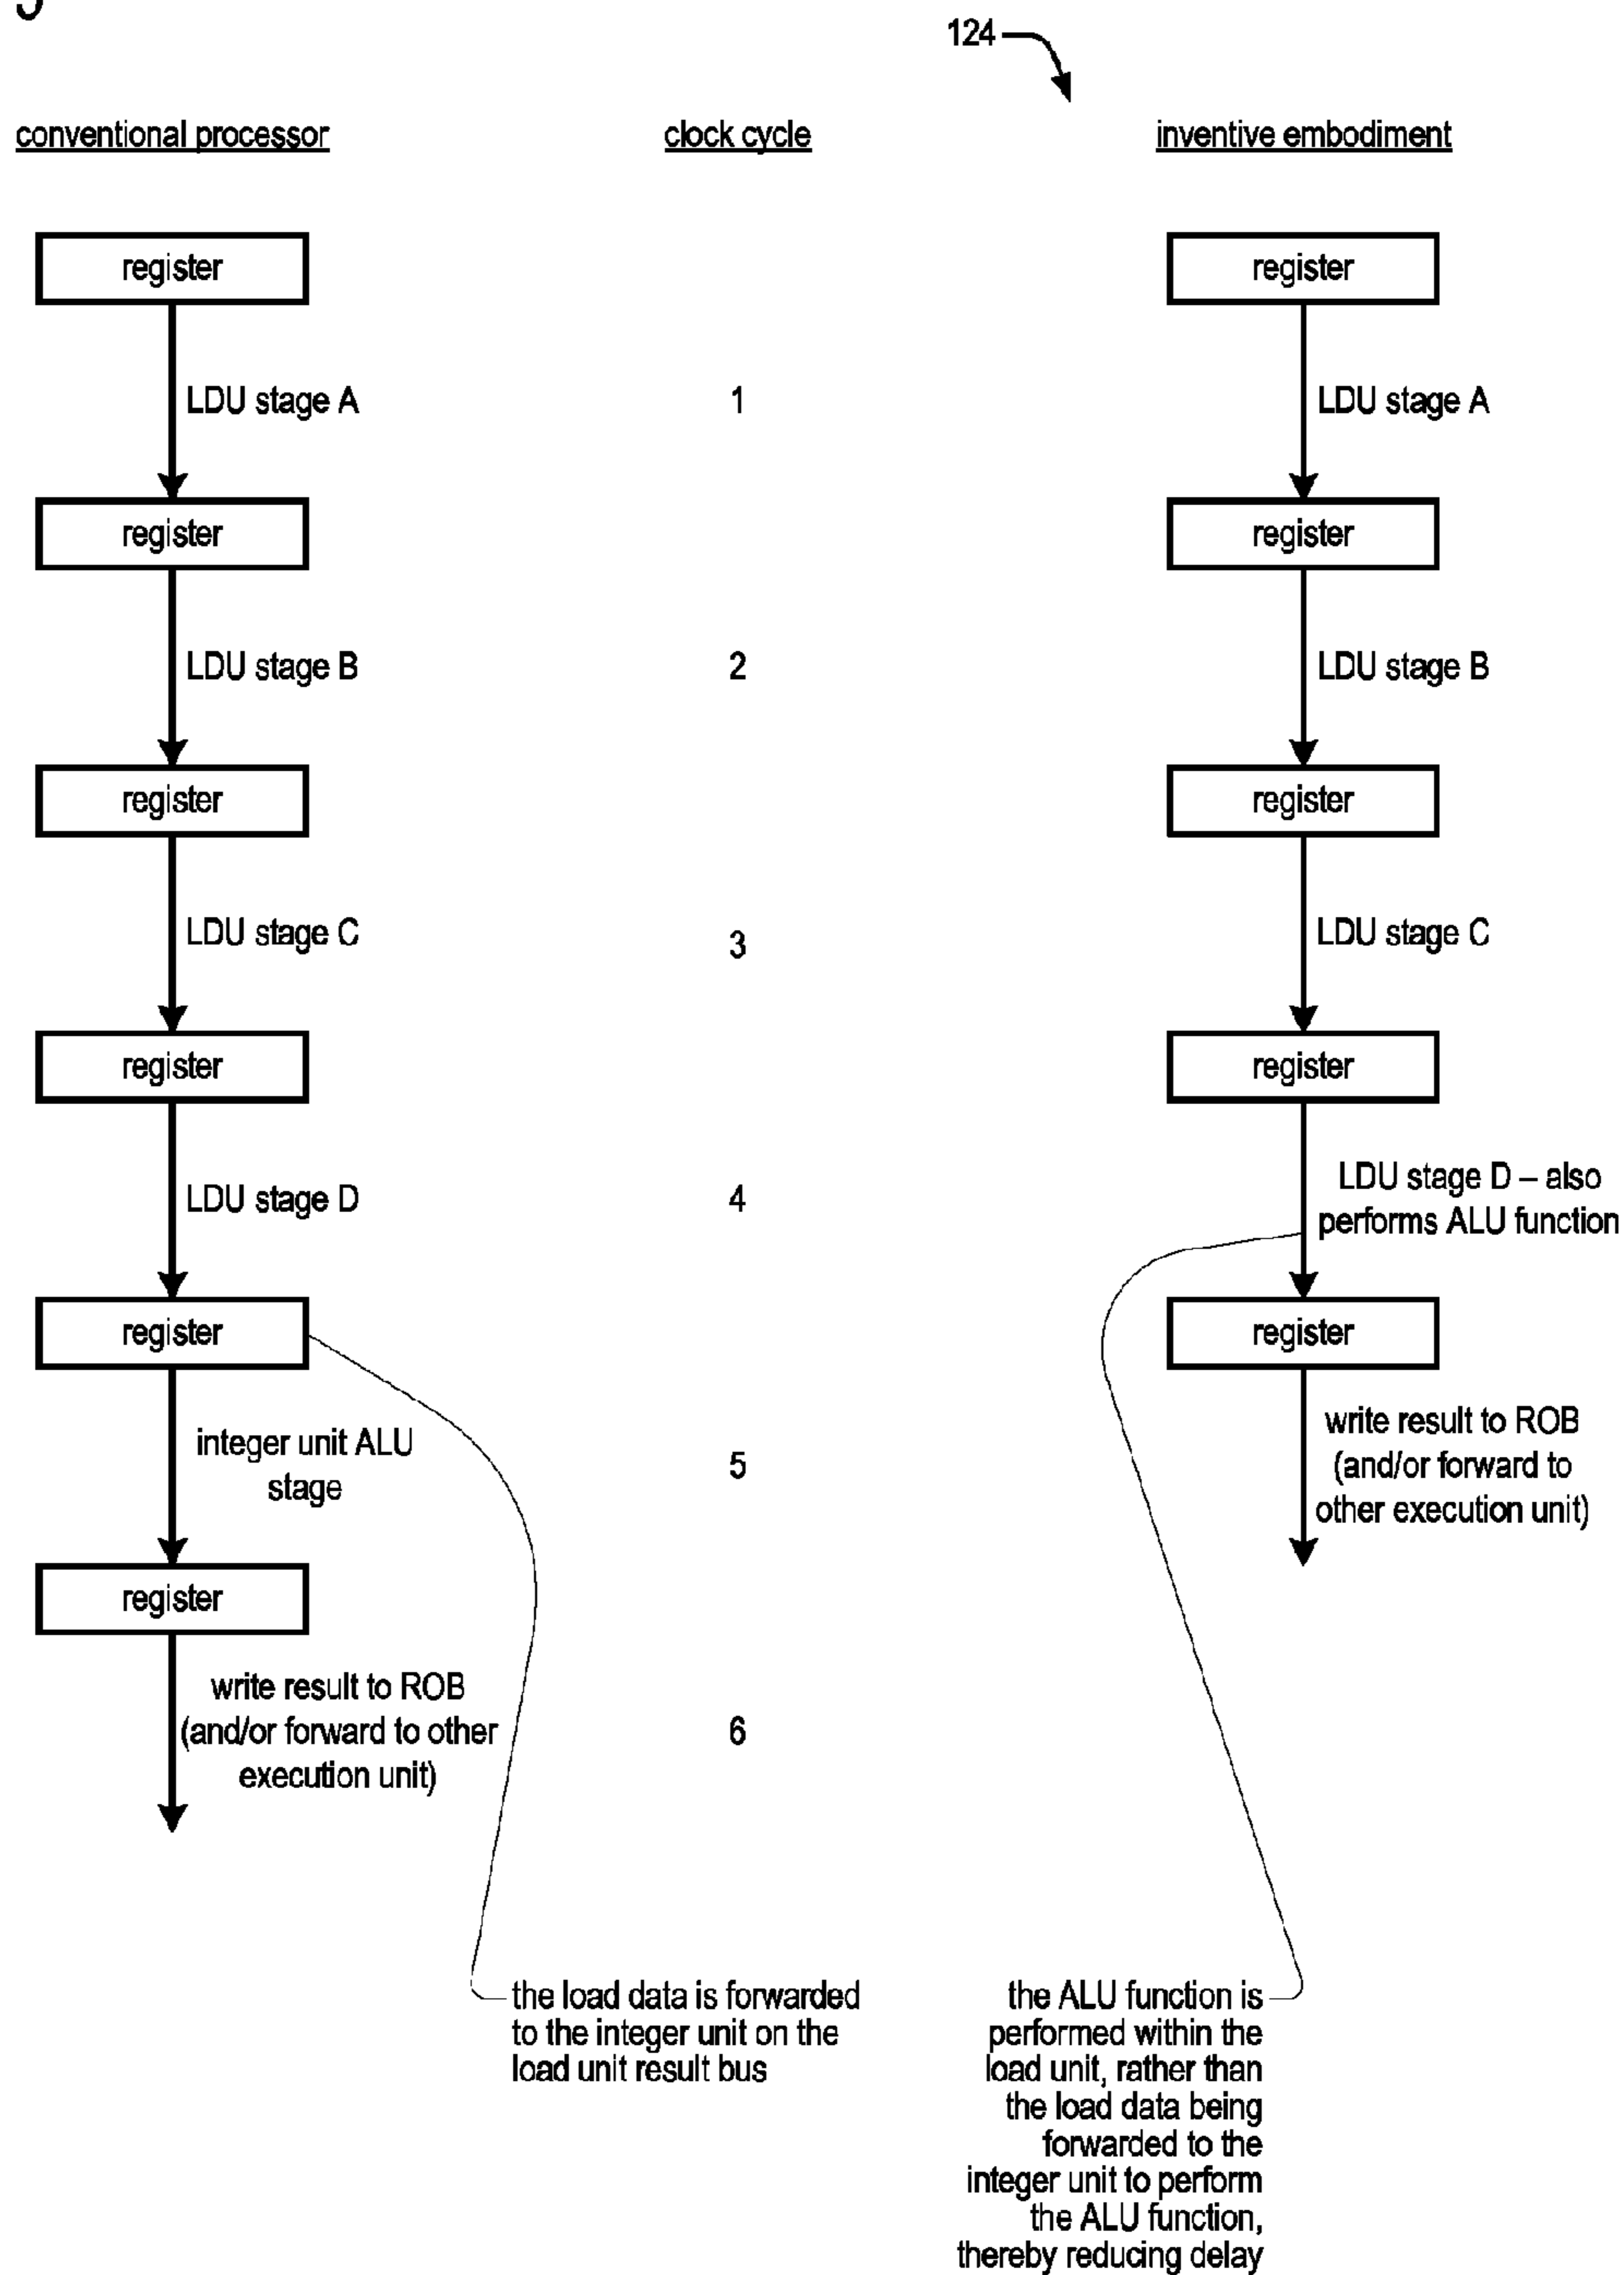 124
conventional processor
clock cycle
inventive embodiment
register
register
LDU stage A
1
LDU stage A
register
register
LDU stage B
2
LDU stage B
register
register
LDU stage C
3
LDU stage C
register
register
LDU stage D
4
LDU stage D – also
performs ALU function
register
register
integer unit ALU
stage
5
write result to ROB
(and/or forward to
other execution unit)
register
write result to ROB
(and/or forward to other
execution unit)
6
the load data is forwarded
to the integer unit on the
load unit result bus
the ALU function is
performed within the
load unit, rather than
the load data being
forwarded to the
integer unit to perform
the ALU function,
thereby reducing delay